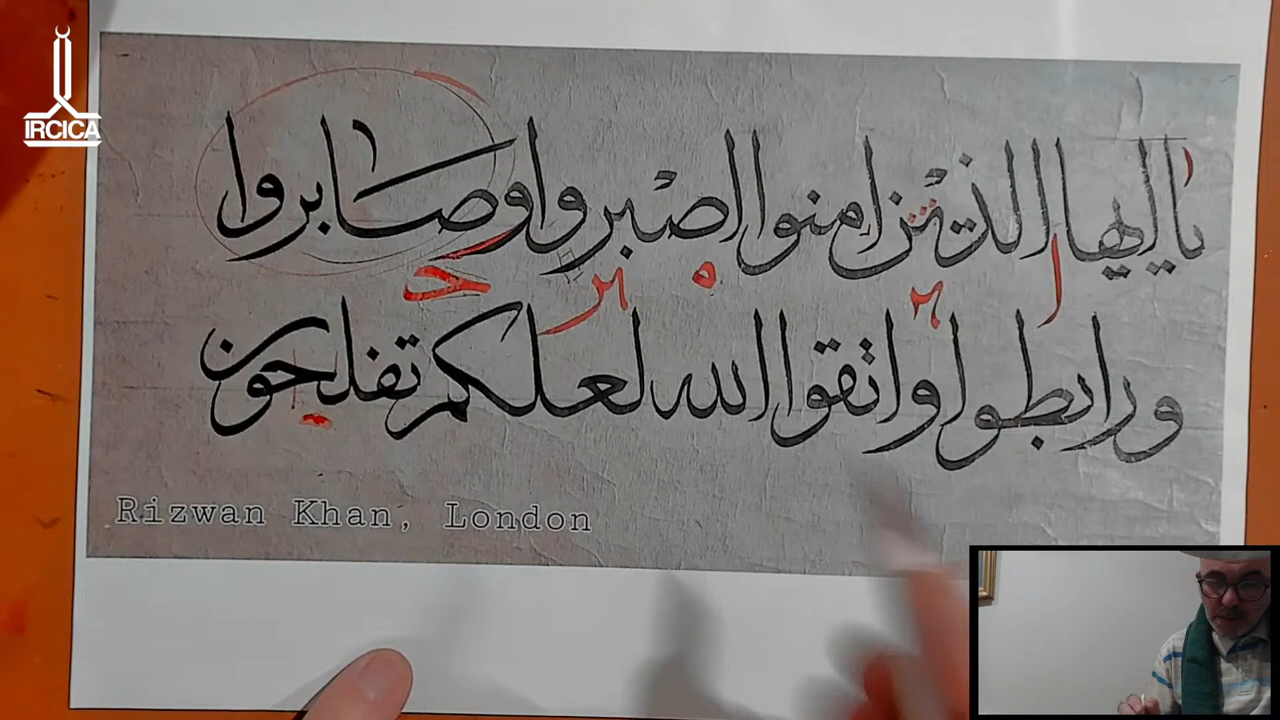 IRCICA
يا ايها الذين امنوا اصبروا وصابروا
ورابطوا واتقوا الله لعلكم تفلحون
Rizwan Khan, London